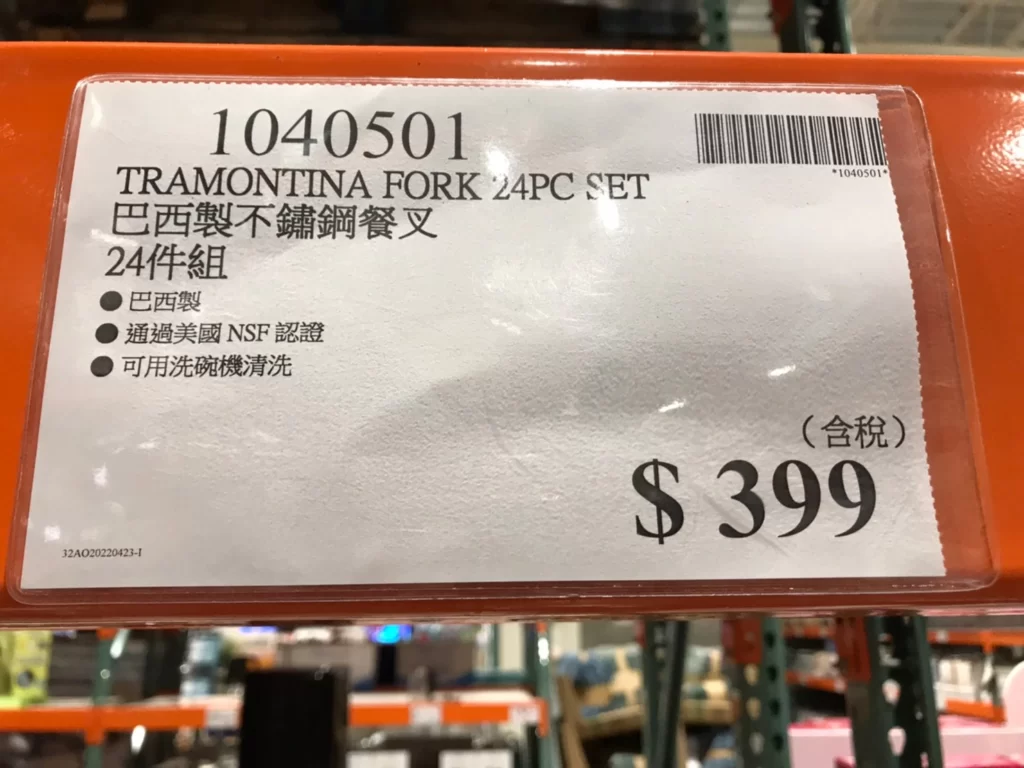 1040501
*1040501*
TRAMONTINA FORK 24PC SET
巴西製不鏽鋼餐叉
24件組
● 巴西製
● 通過美國 NSF 認證
● 可用洗碗機清洗
（含稅）
$ 399
32AO20220423-I